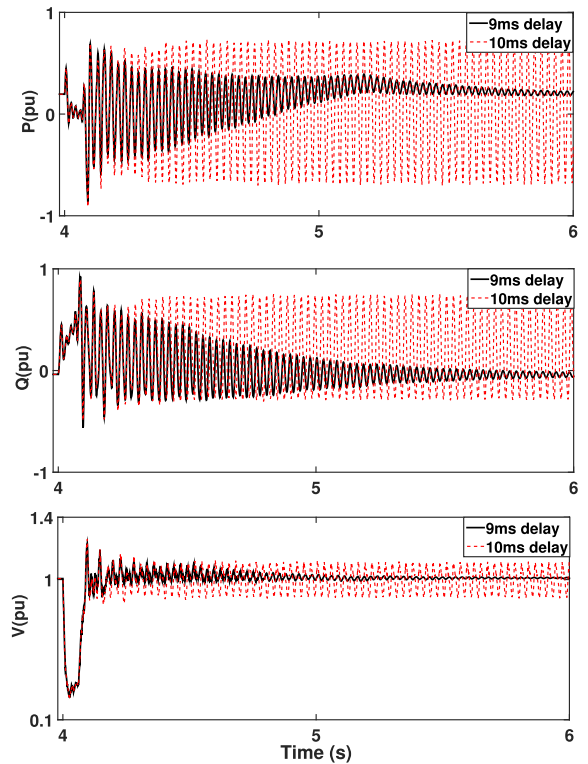 1
9ms delay
10ms delay
P(pu)
0
-1
4
5
6
1
9ms delay
10ms delay
Q(pu)
0
-1
4
5
6
1.4
9ms delay
10ms delay
1
V(pu)
0.1
4
5
6
Time (s)